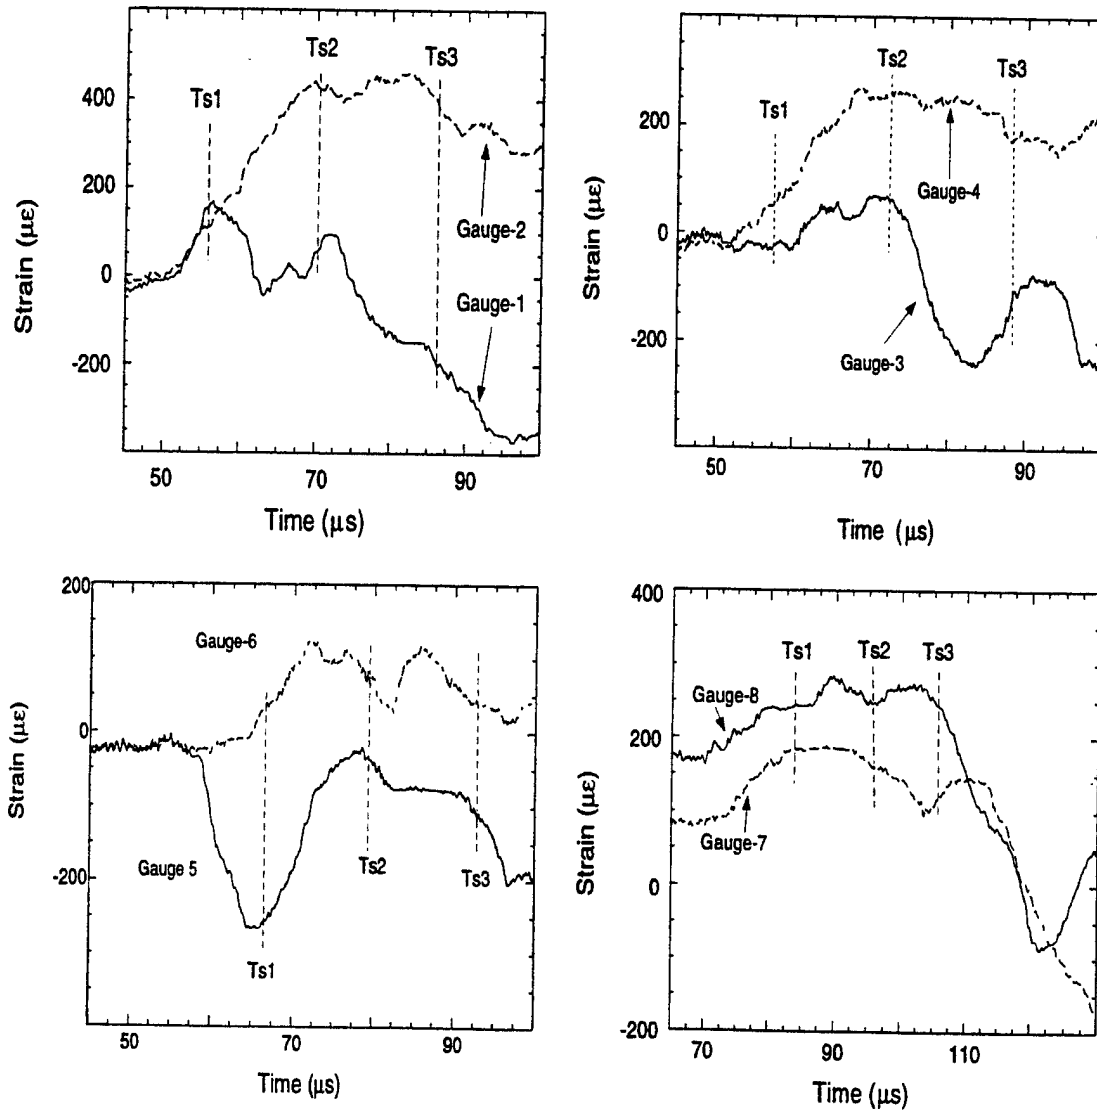 Ts1
Ts2
Ts3
Gauge-2
Gauge-1
400
200
0
-200
Strain (με)
50
70
90
Time (μs)
Ts1
Ts2
Ts3
Gauge-4
Gauge-3
200
0
-200
Strain (με)
50
70
90
Time (μs)
200
0
-200
Strain (με)
Gauge-6
Gauge 5
Ts1
Ts2
Ts3
50
70
90
Time (μs)
400
200
0
-200
Strain (με)
Ts1
Ts2
Ts3
Gauge-8
Gauge-7
70
90
110
Time (μs)